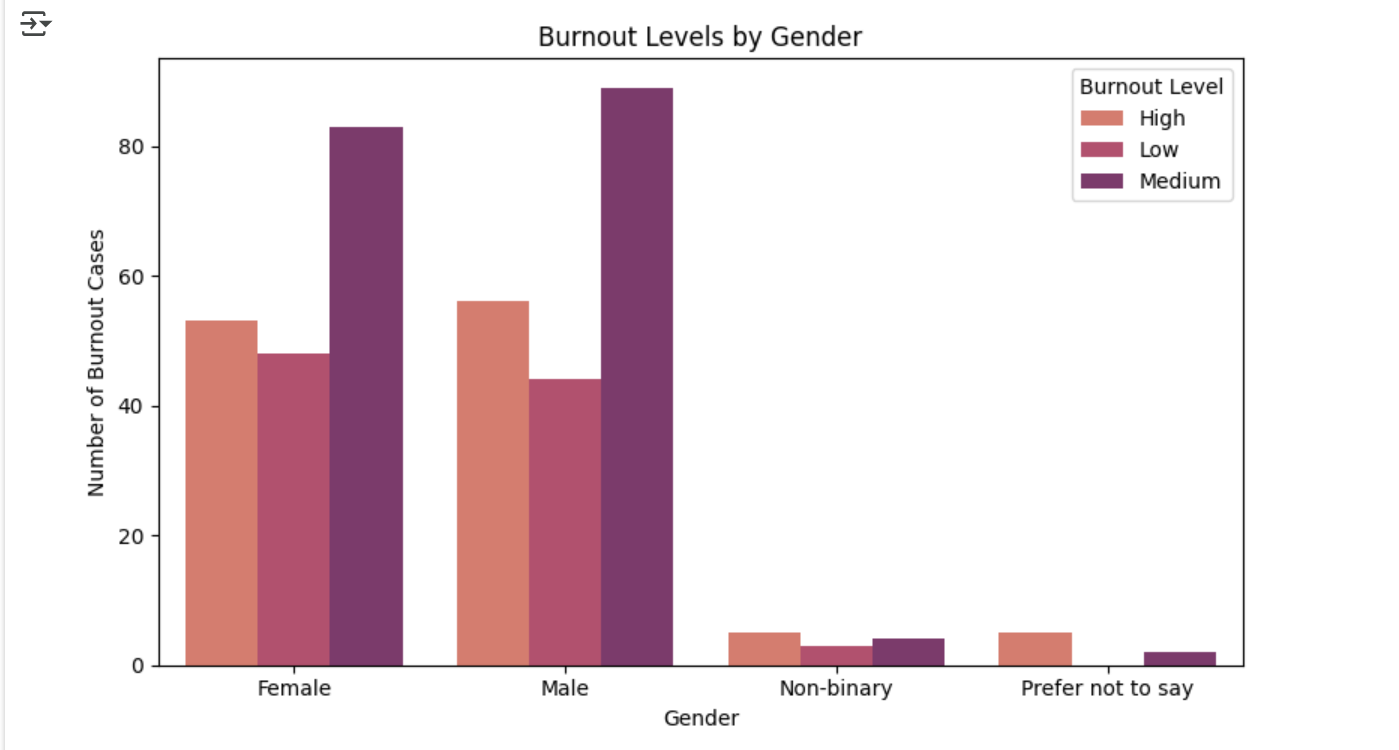 Burnout Levels by Gender
Burnout Level
High
Low
Medium
Number of Burnout Cases
80
60
40
20
0
Female Male Non-binary Prefer not to say
Gender